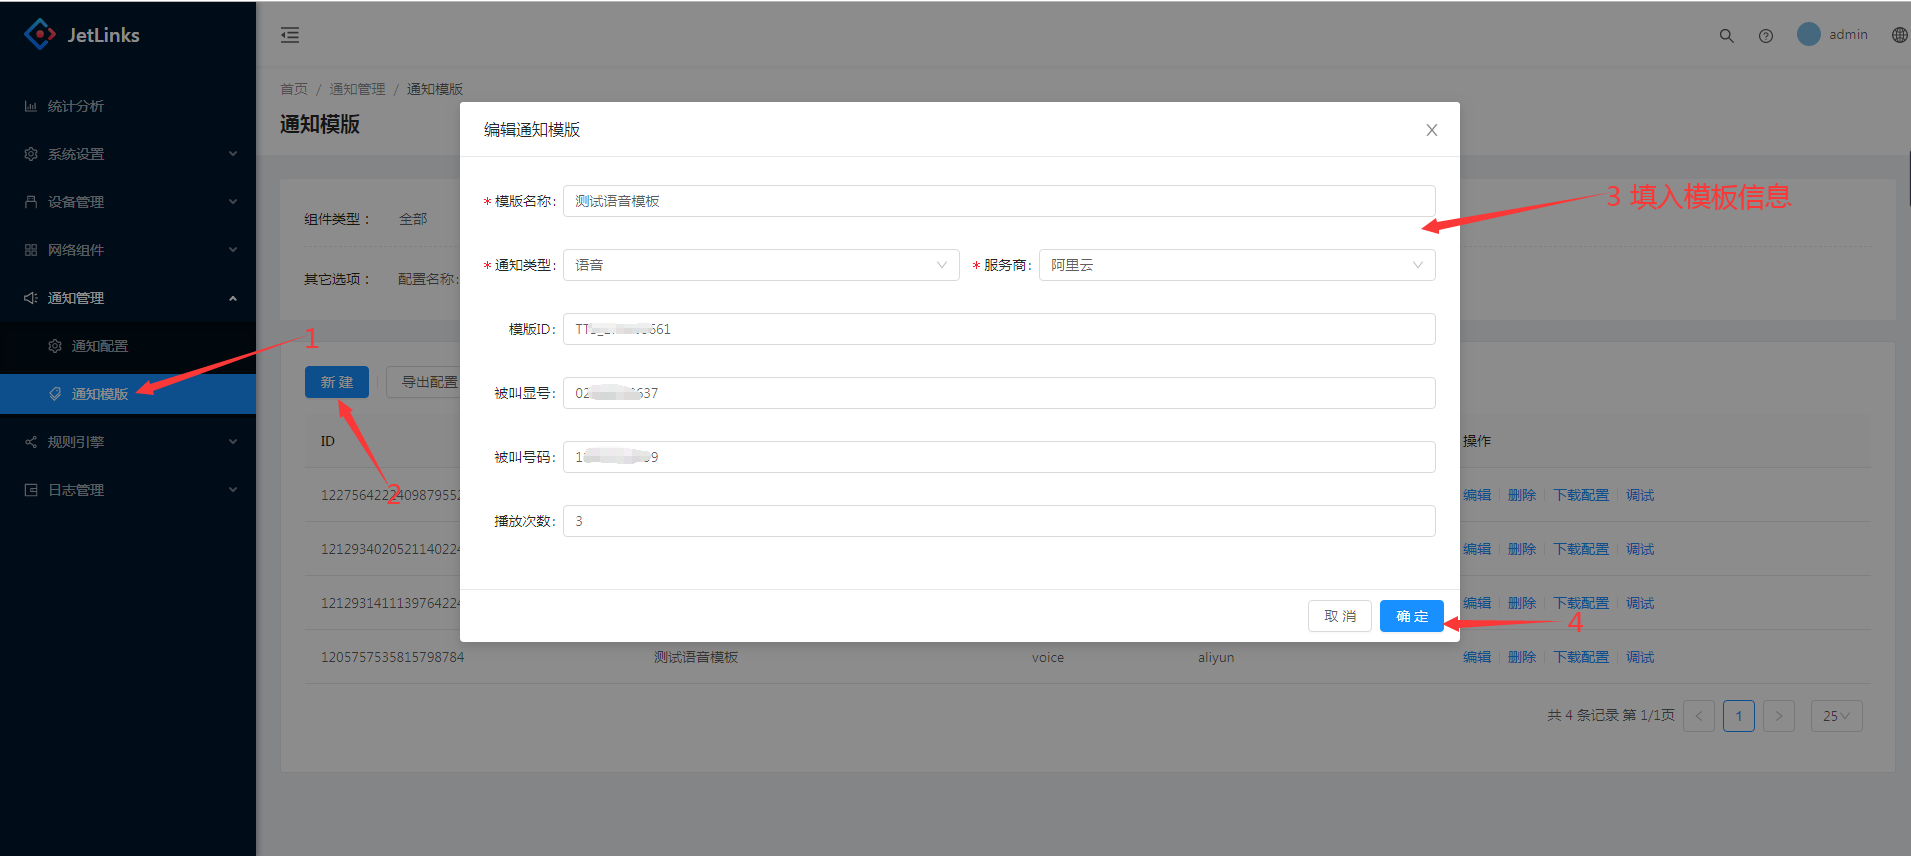 JetLinks
admin
统计分析
系统设置
设备管理
网络组件
通知管理
通知配置
通知模版
规则引擎
日志管理
首页 / 通知管理 / 通知模版
通知模版
组件类型： 全部
其它选项： 配置名称:
新 建
导出配置
ID
操作
1227564222409879552
编辑 删除 下载配置 调试
1212934020521140224
编辑 删除 下载配置 调试
1212931411139764224
编辑 删除 下载配置 调试
1205757535815798784 测试语音模板 voice aliyun 编辑 删除 下载配置 调试
共 4 条记录 第 1/1页 1 25
编辑通知模版
* 模版名称: 测试语音模板
* 通知类型: 语音 * 服务商: 阿里云
模版ID: 661
被叫显号: 02 637
被叫号码: 1 9
播放次数: 3
取 消 确 定
1
2
3 填入模板信息
4